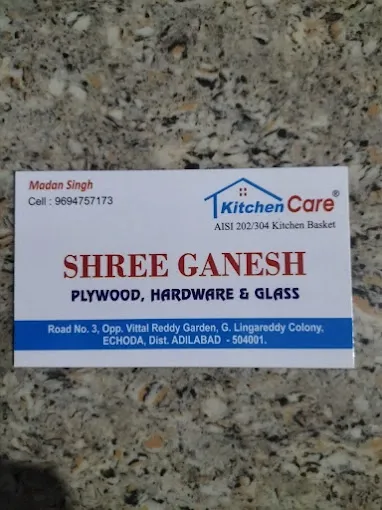 Madan Singh
Cell : 9694757173
Kitchen Care®
AISI 202/304 Kitchen Basket
SHREE GANESH
PLYWOOD, HARDWARE & GLASS
Road No. 3, Opp. Vittal Reddy Garden, G. Lingareddy Colony,
ECHODA, Dist. ADILABAD - 504001.